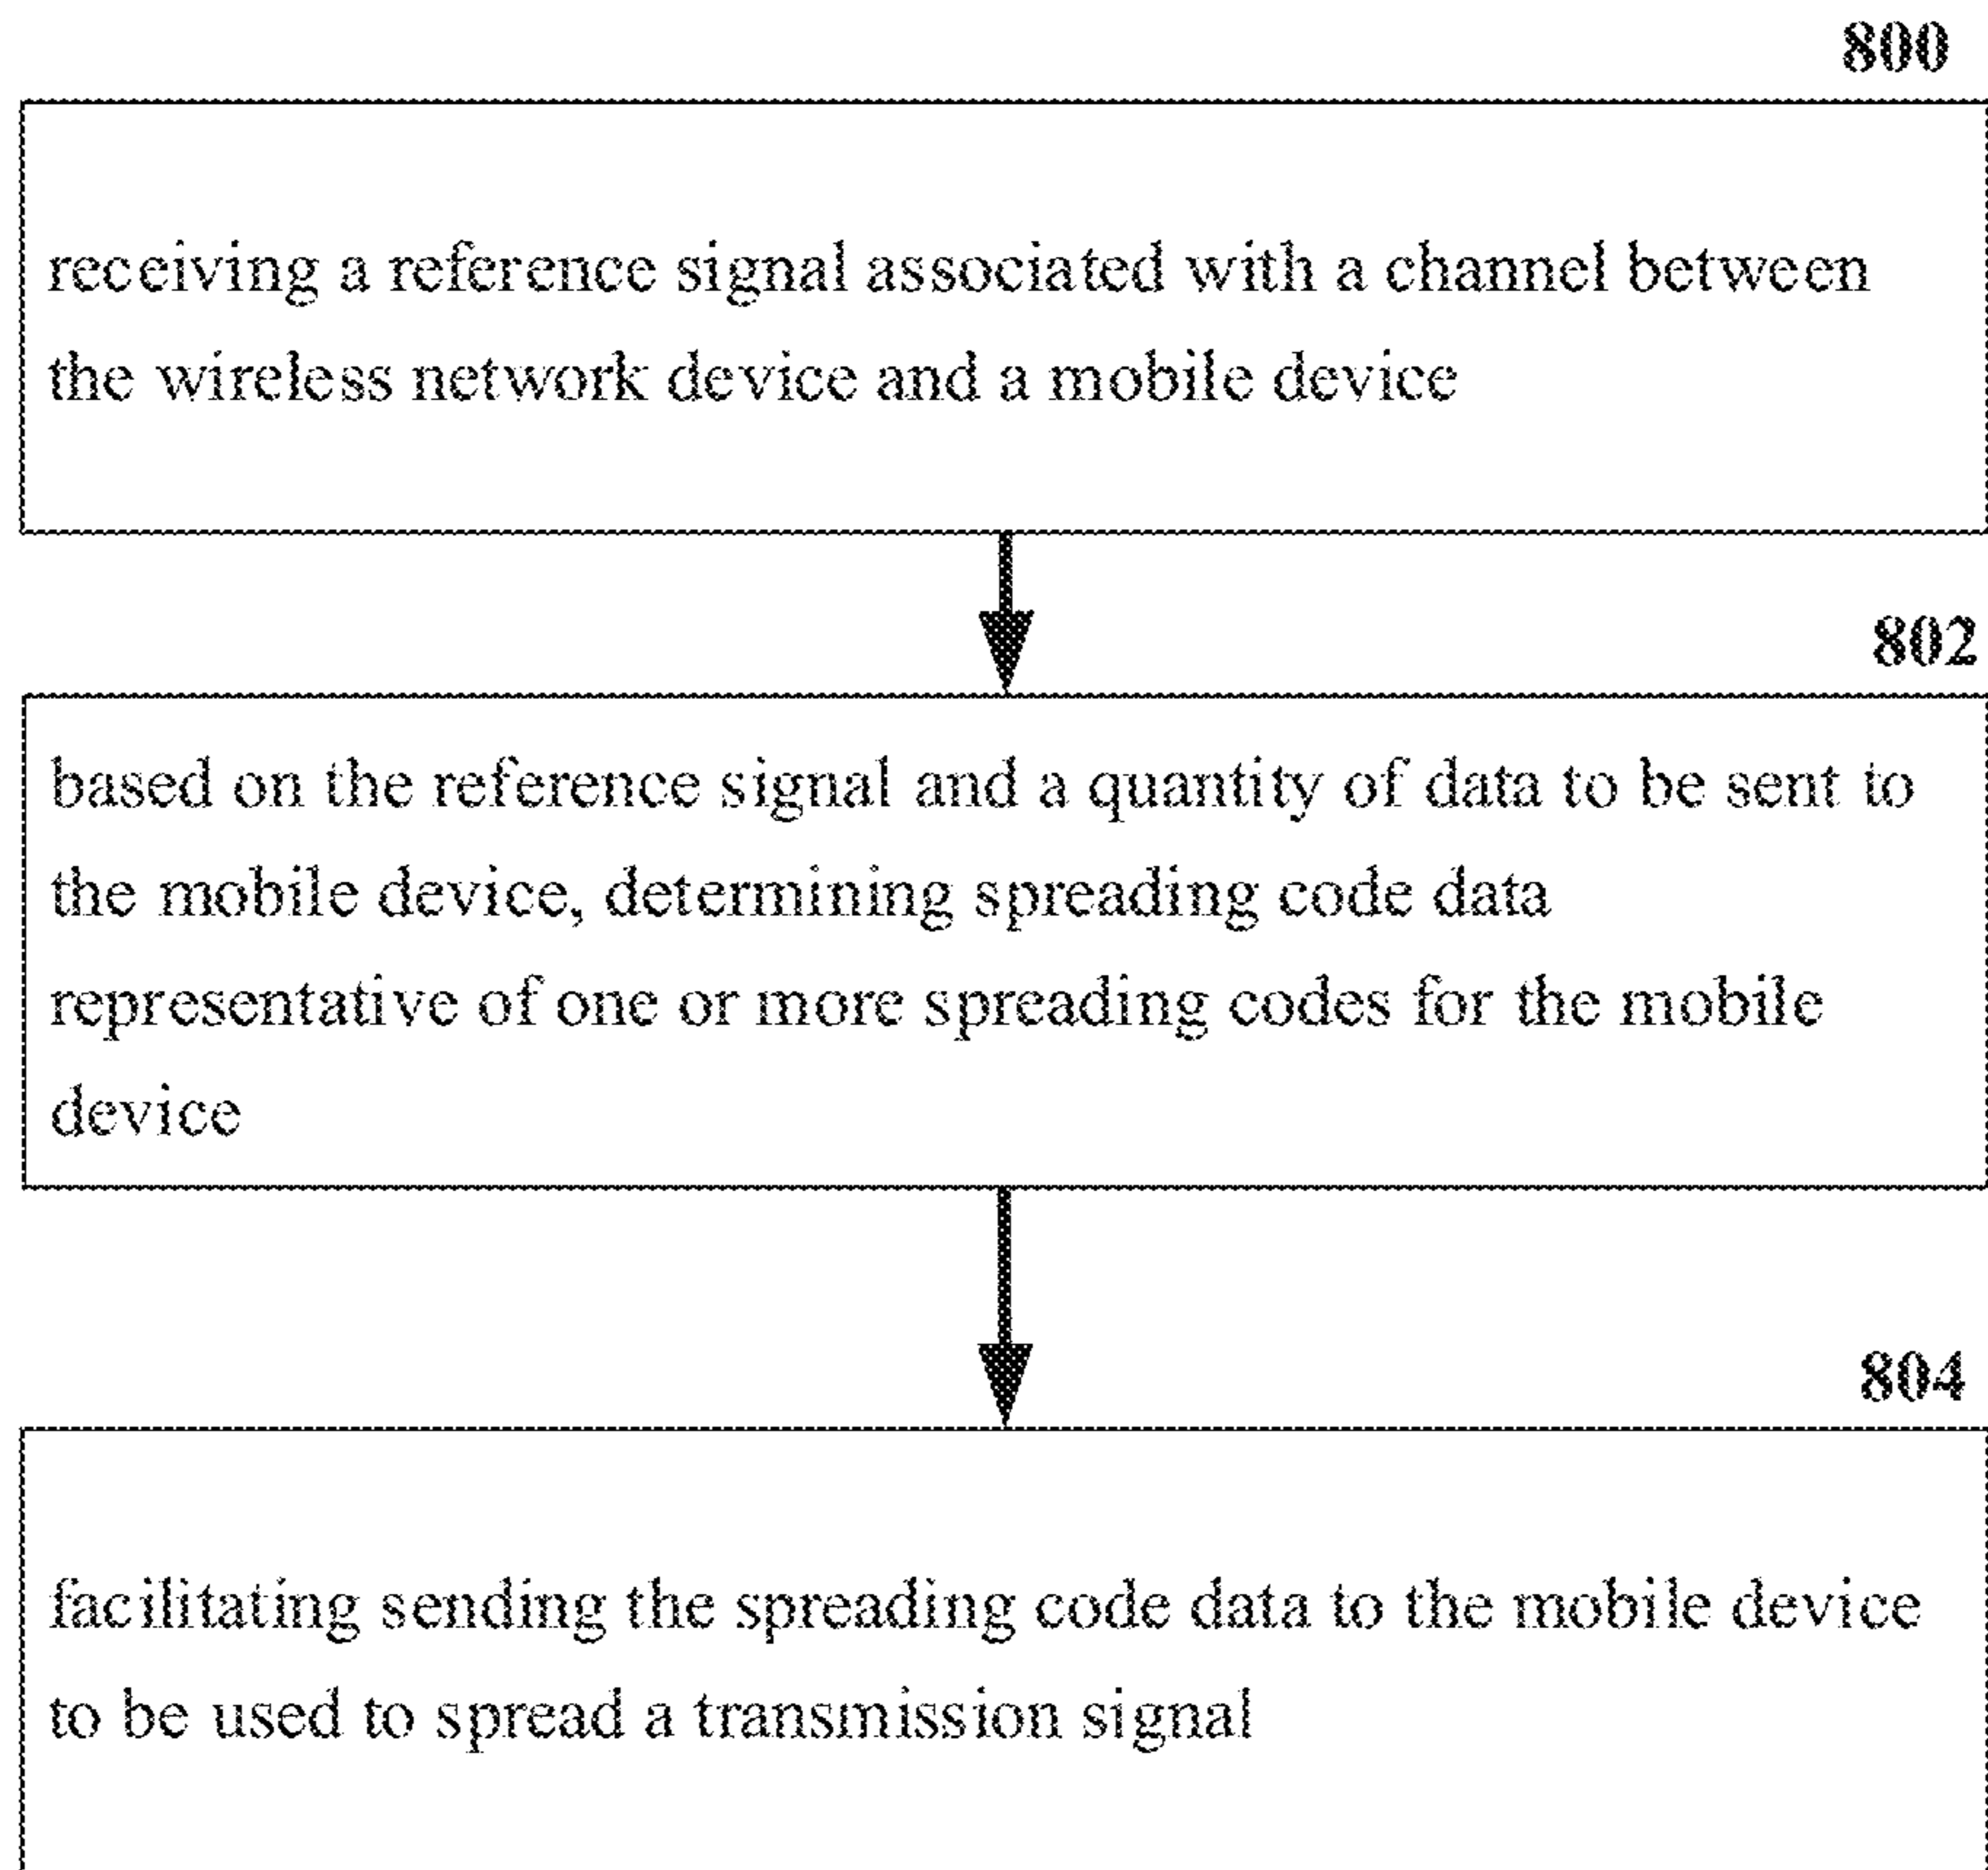 800
receiving a reference signal associated with a channel between
the wireless network device and a mobile device
802
based on the reference signal and a quantity of data to be sent to
the mobile device, determining spreading code data
representative of one or more spreading codes for the mobile
device
804
facilitating sending the spreading code data to the mobile device
to be used to spread a transmission signal